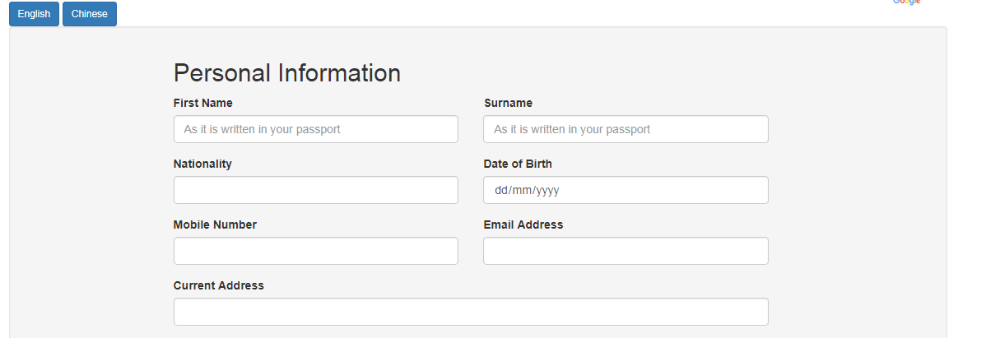 Google
English Chinese
Personal Information
First Name Surname
As it is written in your passport As it is written in your passport
Nationality Date of Birth
dd/mm/yyyy
Mobile Number Email Address
Current Address